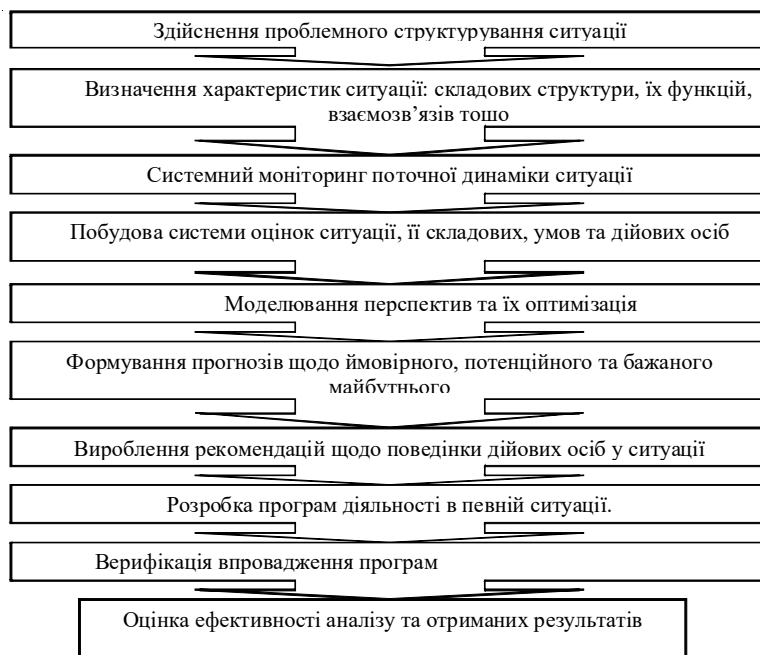 Здійснення проблемного структурування ситуації
Визначення характеристик ситуації: складових структури, їх функцій,
взаємозв’язів тошо
Системний моніторинг поточної динаміки ситуації
Побудова системи оцінок ситуації, її складових, умов та дійових осіб
Моделювання перспектив та їх оптимізація
Формування прогнозів щодо ймовірного, потенційного та бажаного
майбутнього
Вироблення рекомендацій щодо поведінки дійових осіб у ситуації
Розробка програм діяльності в певній ситуації.
Верифікація впровадження програм
Оцінка ефективності аналізу та отриманих результатів